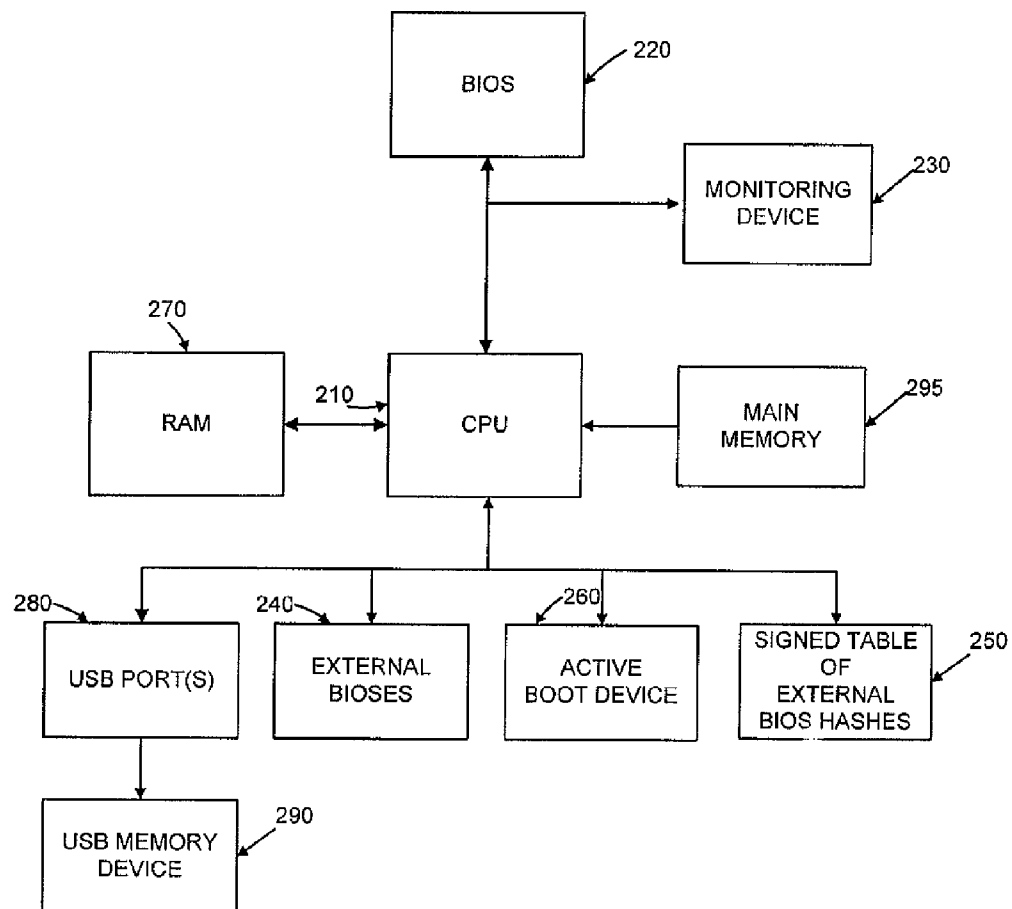 BIOS
220
MONITORING
DEVICE
230
270
RAM
210
CPU
MAIN
MEMORY
295
280
USB PORT(S)
240
EXTERNAL
BIOSES
260
ACTIVE
BOOT DEVICE
SIGNED TABLE
OF
EXTERNAL
BIOS HASHES
250
USB MEMORY
DEVICE
290